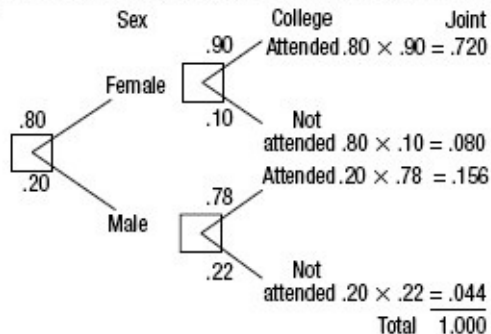 Sex College Joint
.90 Attended .80 × .90 = .720
Female
.80 .10 Not
attended .80 × .10 = .080
.20 Attended .20 × .78 = .156
.78
Male
.22 Not
attended .20 × .22 = .044
Total 1.000